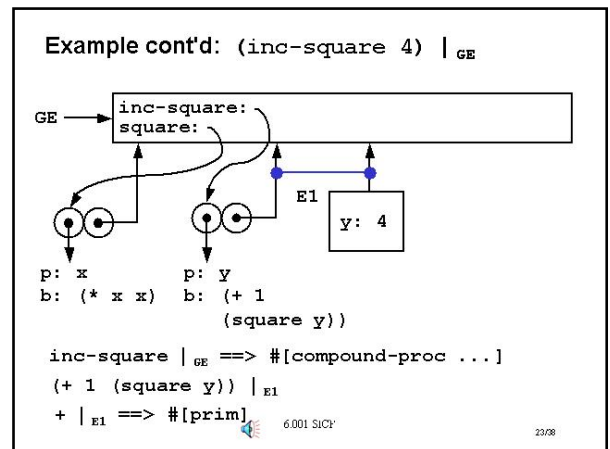 Example cont'd: (inc-square 4) | GE
GE
inc-square:
square:
E1
y: 4
p: x
b: (* x x)
p: y
b: (+ 1
(square y))
inc-square | GE ==> #[compound-proc ...]
(+ 1 (square y)) | E1
+ | E1 ==> #[prim]
6.001 SICP
23/38